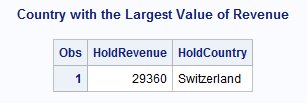 Country with the Largest Value of Revenue
Obs HoldRevenue HoldCountry
1 29360 Switzerland